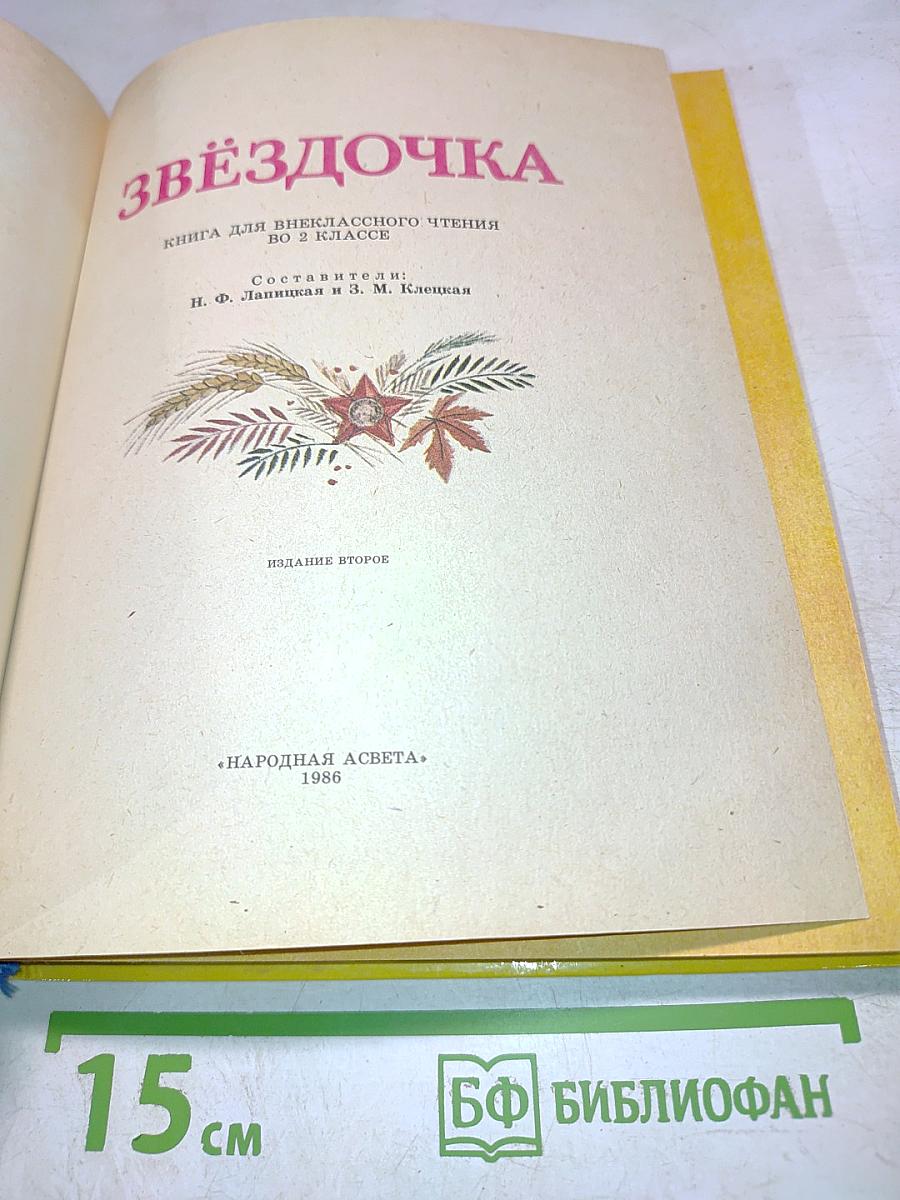 ЗВЁЗДОЧКА
КНИГА ДЛЯ ВНЕКЛАССНОГО ЧТЕНИЯ
ВО 2 КЛАССЕ
Составители:
Н. Ф. Лапицкая и З. М. Клецкая
ИЗДАНИЕ ВТОРОЕ
«НАРОДНАЯ АСВЕТА»
1986
15 см
БФ БИБЛИОФАН